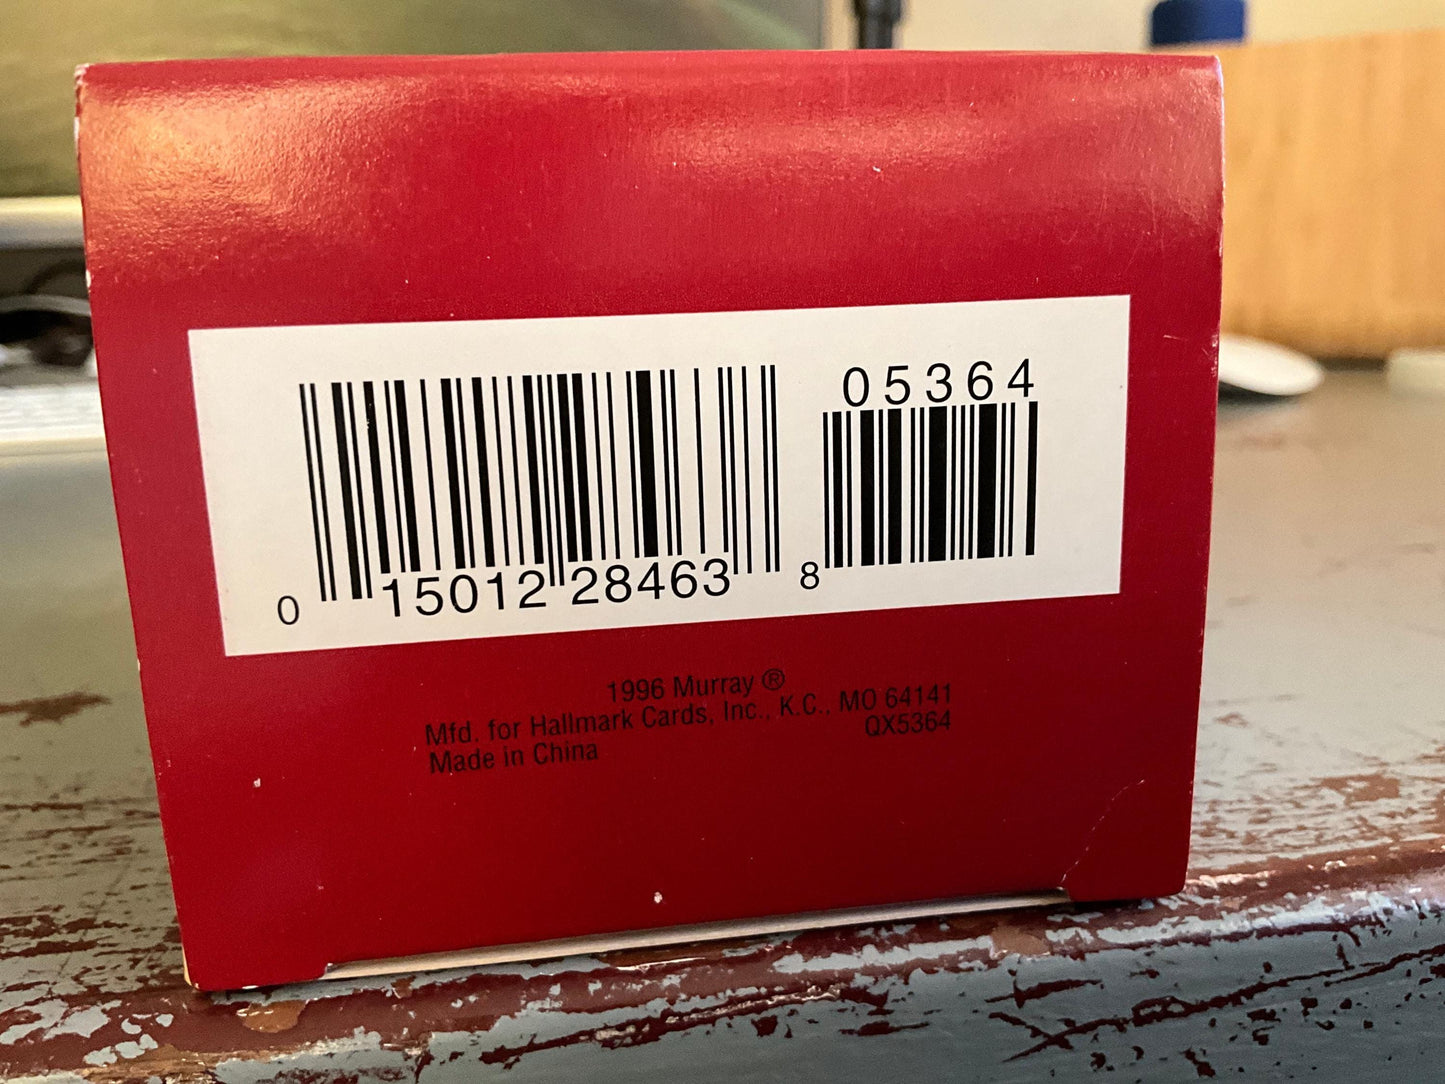 05364
0 15012 28463 8
1996 Murray ®
Mfd. for Hallmark Cards, Inc., K.C., MO 64141
Made in China QX5364